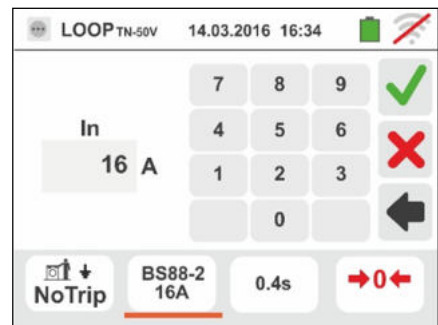 LOOP TN-50V 14.03.2016 16:34
7 8 9
In
4 5 6
16 A
1 2 3
0
NoTrip
BS88-2
16A
0.4s
0